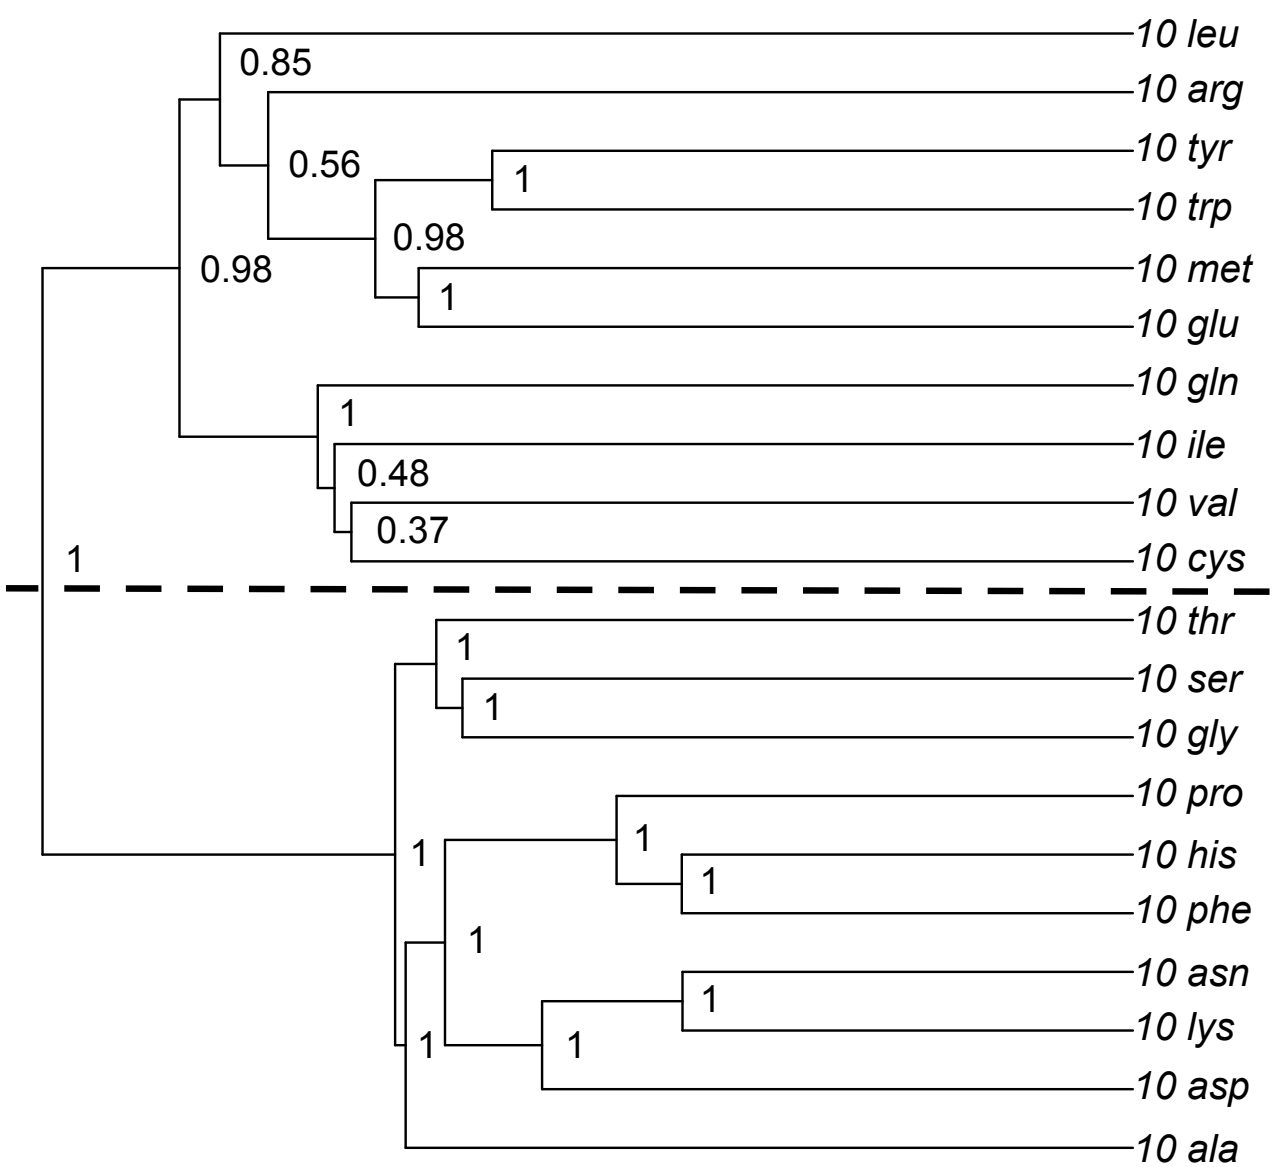 10 leu
0.85
10 arg
10 tyr
0.56
1
10 trp
0.98
0.98
10 met
1
10 glu
10 gln
1
10 ile
0.48
10 val
0.37
10 cys
1
10 thr
1
10 ser
1
10 gly
10 pro
1
1
10 his
1
10 phe
1
10 asn
1
10 lys
1
1
10 asp
10 ala